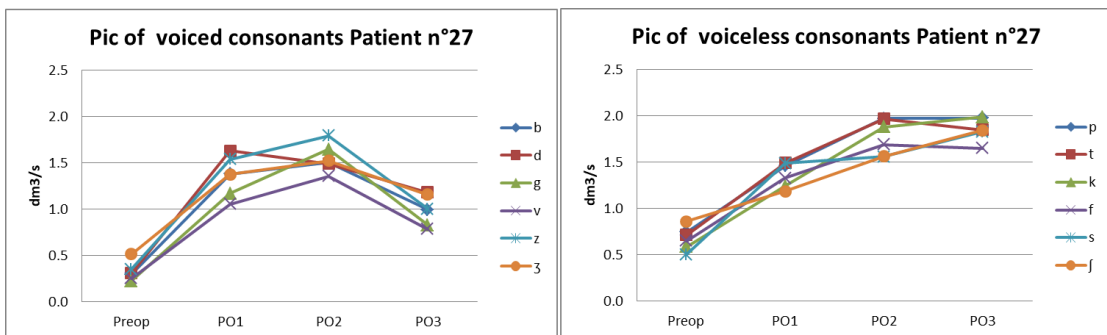 Pic of voiced consonants Patient n°27
dm3/s
2.5
2.0
1.5
1.0
0.5
0.0
Preop PO1 PO2 PO3
b
d
g
v
z
ʒ
Pic of voiceless consonants Patient n°27
dm3/s
2.5
2.0
1.5
1.0
0.5
0.0
Preop PO1 PO2 PO3
p
t
k
f
s
ʃ